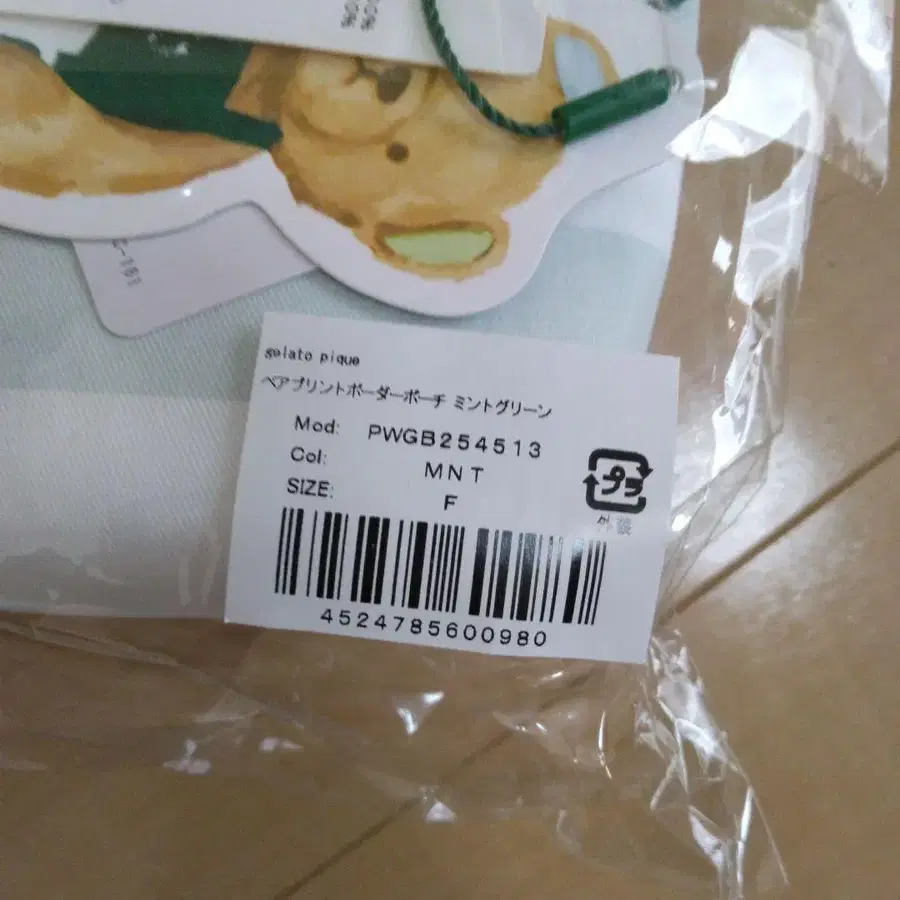 gelato pique
ベアプリントボーダーポーチ ミントグリーン
Mod: PWGB254513
Col: MNT
SIZE: F
プラ
外装
4524785600980